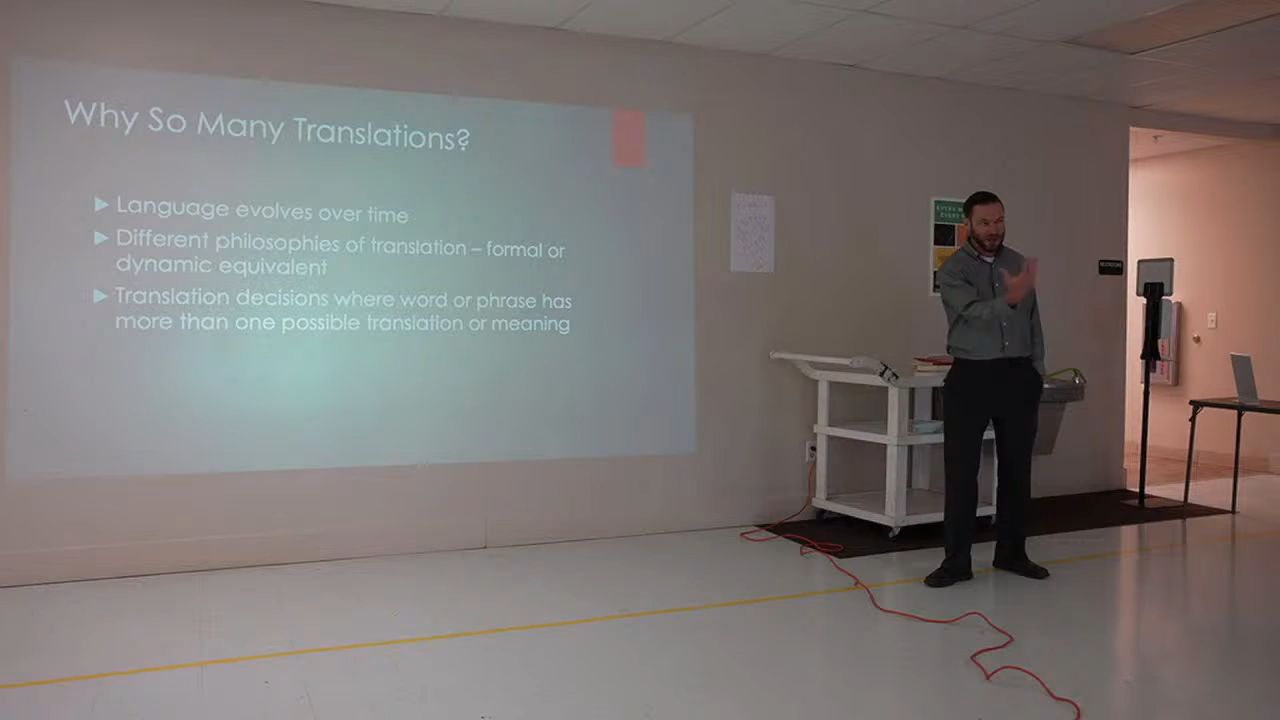 Why So Many Translations?
Language evolves over time
Different philosophies of translation – formal or
dynamic equivalent
Translation decisions where word or phrase has
more than one possible translation or meaning